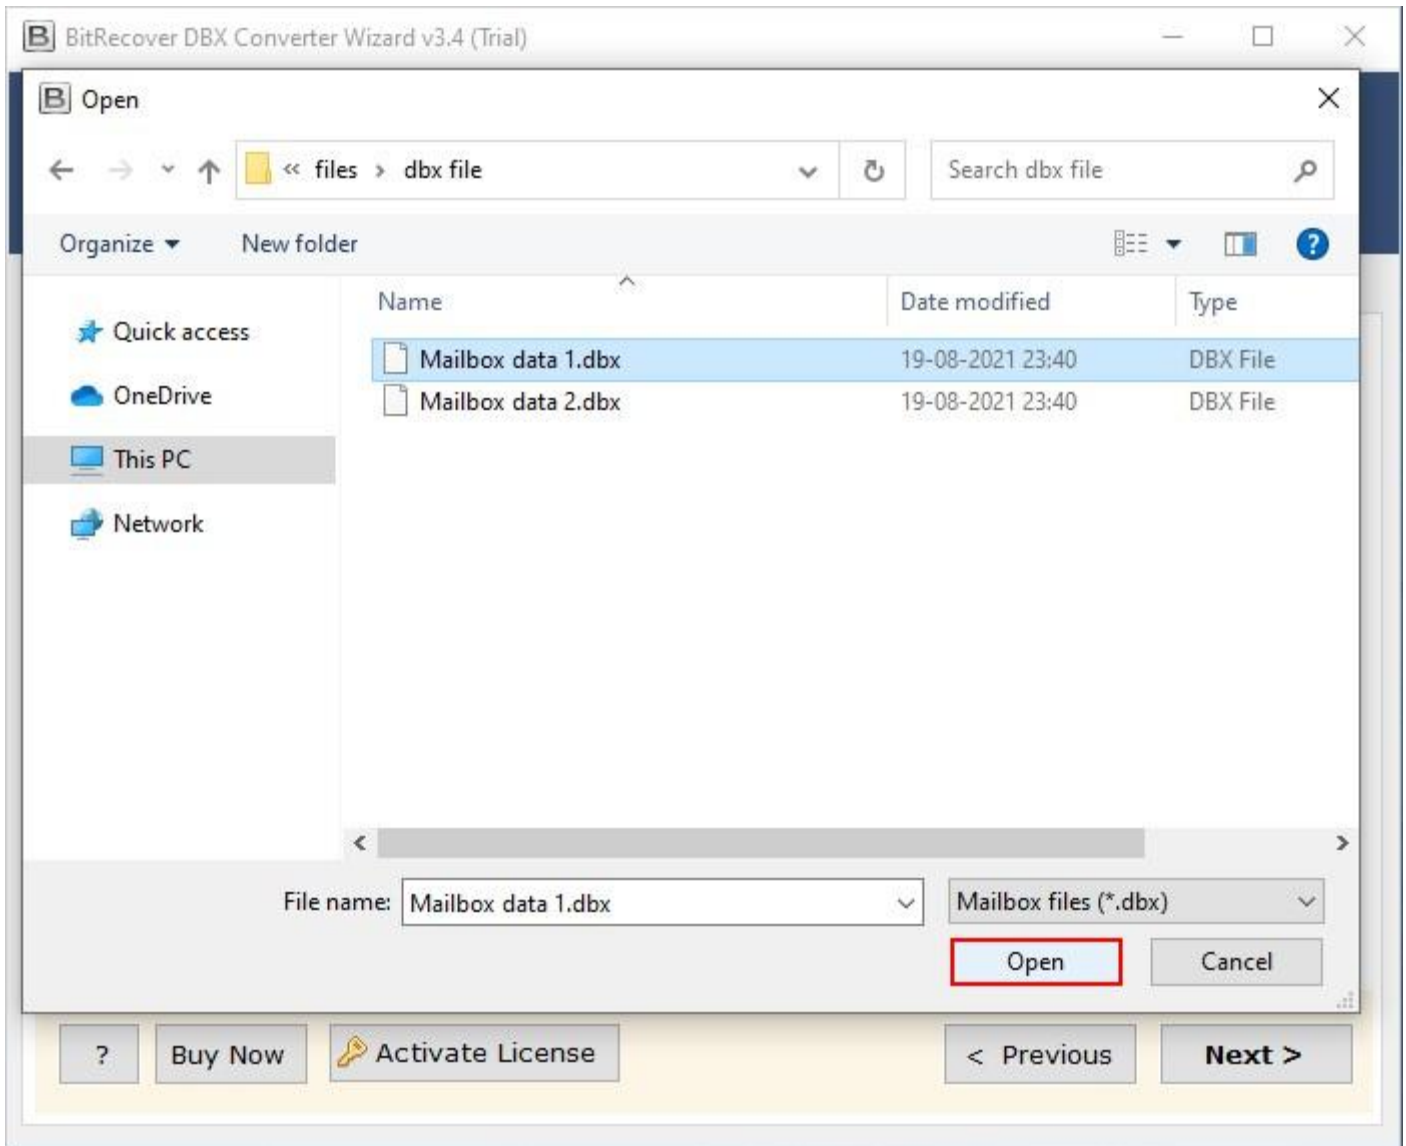 BitRecover DBX Converter Wizard v3.4 (Trial)
Open
« files > dbx file
Search dbx file
Organize
New folder
?
Name Date modified Type
Quick access
OneDrive
This PC
Network
Mailbox data 1.dbx 19-08-2021 23:40 DBX File
Mailbox data 2.dbx 19-08-2021 23:40 DBX File
File name: Mailbox data 1.dbx Mailbox files (*.dbx)
Open Cancel
? Buy Now Activate License < Previous Next >